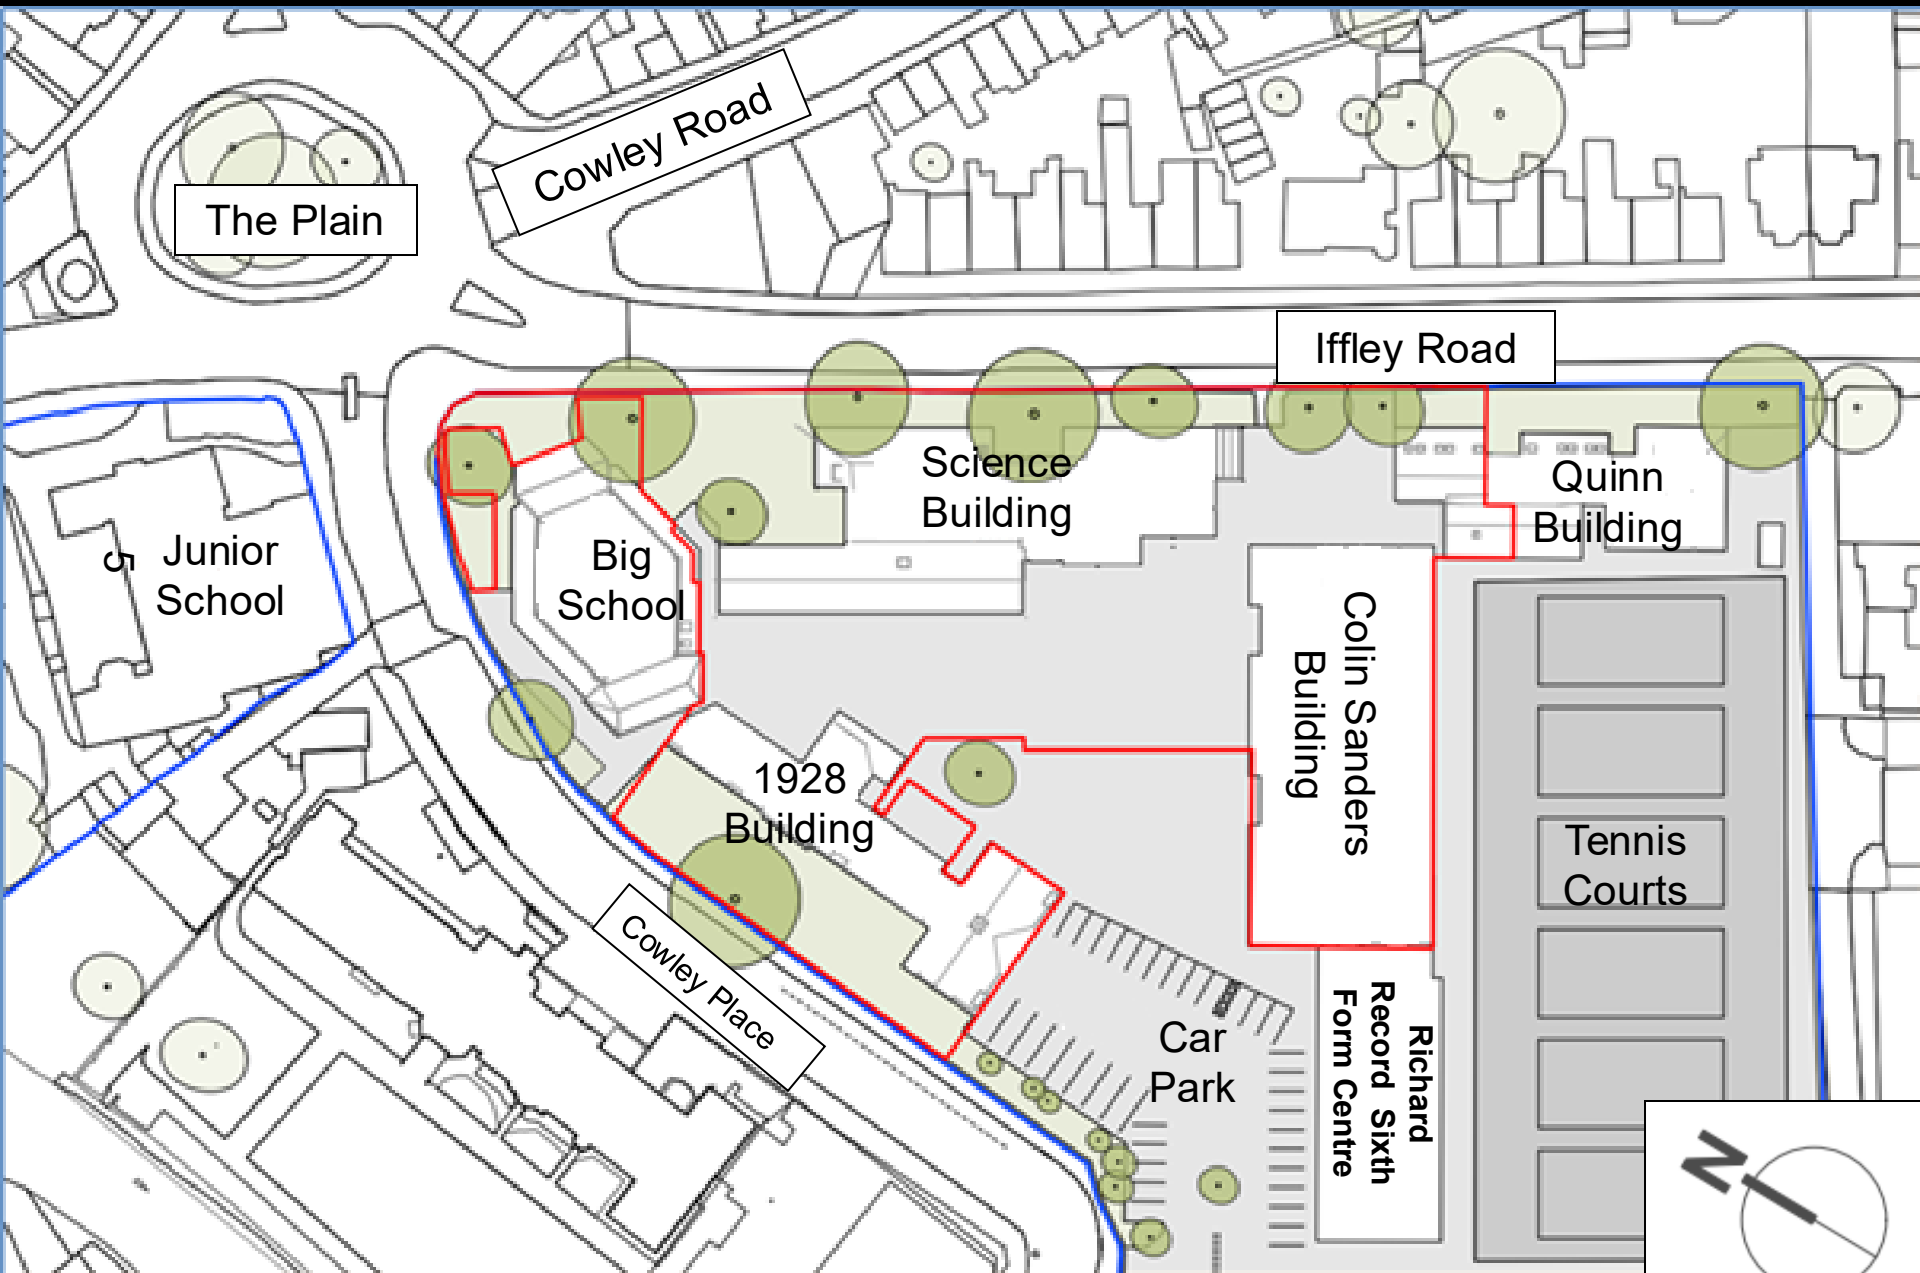 Cowley Road
The Plain
Iffley Road
Science
Building
Quinn
Building
Junior
School
5
Big
School
Colin Sanders
Building
1928
Building
Tennis
Courts
Cowley Place
Car
Park
Richard
Record Sixth
Form Centre
N